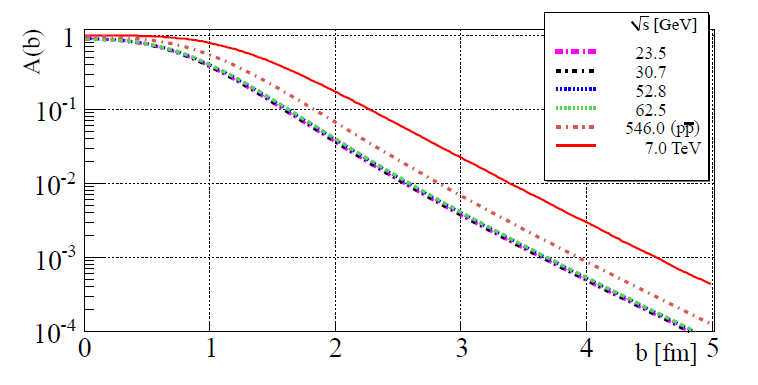 √s [GeV]
23.5
30.7
52.8
62.5
546.0 (pp̅)
7.0 TeV
A(b)
1
10⁻¹
10⁻²
10⁻³
10⁻⁴
0 1 2 3 4 5
b [fm]